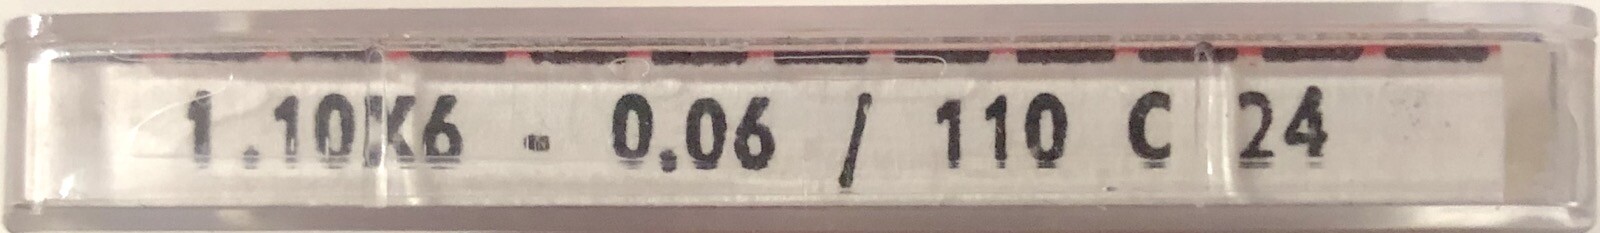 1.10K6 - 0.06 / 110 C 24